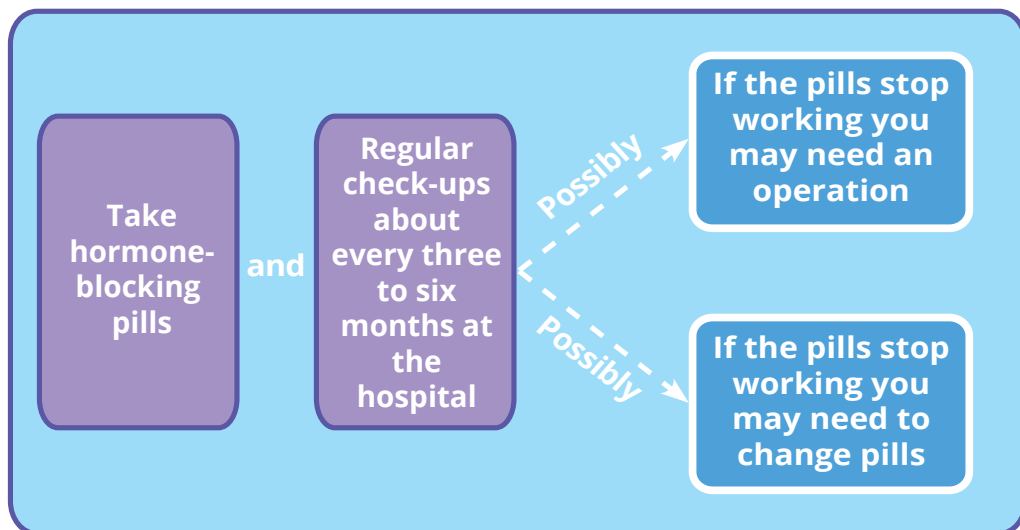 Take
hormone-
blocking
pills
and
Regular
check-ups
about
every three
to six
months at
the
hospital
Possibly
If the pills stop
working you
may need an
operation
Possibly
If the pills stop
working you
may need to
change pills